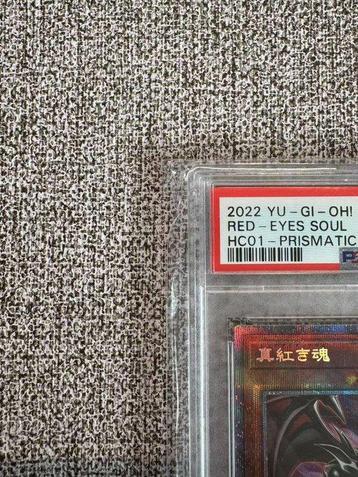 2022 YU-GI-OH!
RED-EYES SOUL
HC01-PRISMATIC
真紅き魂